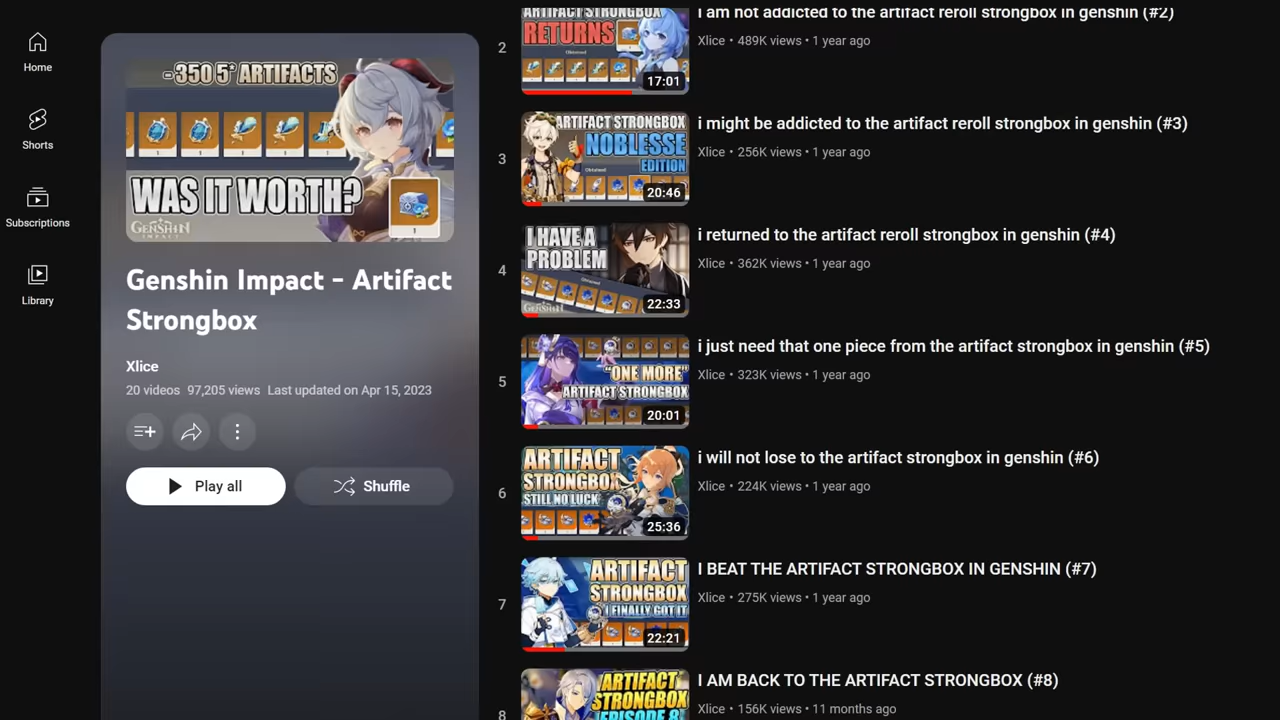 Home
Shorts
Subscriptions
Library
- 350 5* ARTIFACTS
WAS IT WORTH?
GENSHIN
IMPACT
1
Genshin Impact - Artifact
Strongbox
Xlice
20 videos 97,205 views Last updated on Apr 15, 2023
Play all
Shuffle
2
ARTIFACT STRONGBOX
RETURNS
Obtained
17:01
i am not addicted to the artifact reroll strongbox in genshin (#2)
Xlice • 489K views • 1 year ago
3
ARTIFACT STRONGBOX
NOBLESSE
EDITION
Obtained
20:46
i might be addicted to the artifact reroll strongbox in genshin (#3)
Xlice • 256K views • 1 year ago
4
I HAVE A
PROBLEM
Obtained
GENSHIN
22:33
i returned to the artifact reroll strongbox in genshin (#4)
Xlice • 362K views • 1 year ago
5
"ONE MORE"
ARTIFACT STRONGBOX
20:01
i just need that one piece from the artifact strongbox in genshin (#5)
Xlice • 323K views • 1 year ago
6
ARTIFACT
STRONGBOX
STILL NO LUCK
25:36
i will not lose to the artifact strongbox in genshin (#6)
Xlice • 224K views • 1 year ago
7
ARTIFACT
STRONGBOX
I FINALLY GOT IT
22:21
I BEAT THE ARTIFACT STRONGBOX IN GENSHIN (#7)
Xlice • 275K views • 1 year ago
8
ARTIFACT
STRONGBOX
EPISODE 8
I AM BACK TO THE ARTIFACT STRONGBOX (#8)
Xlice • 156K views • 11 months ago